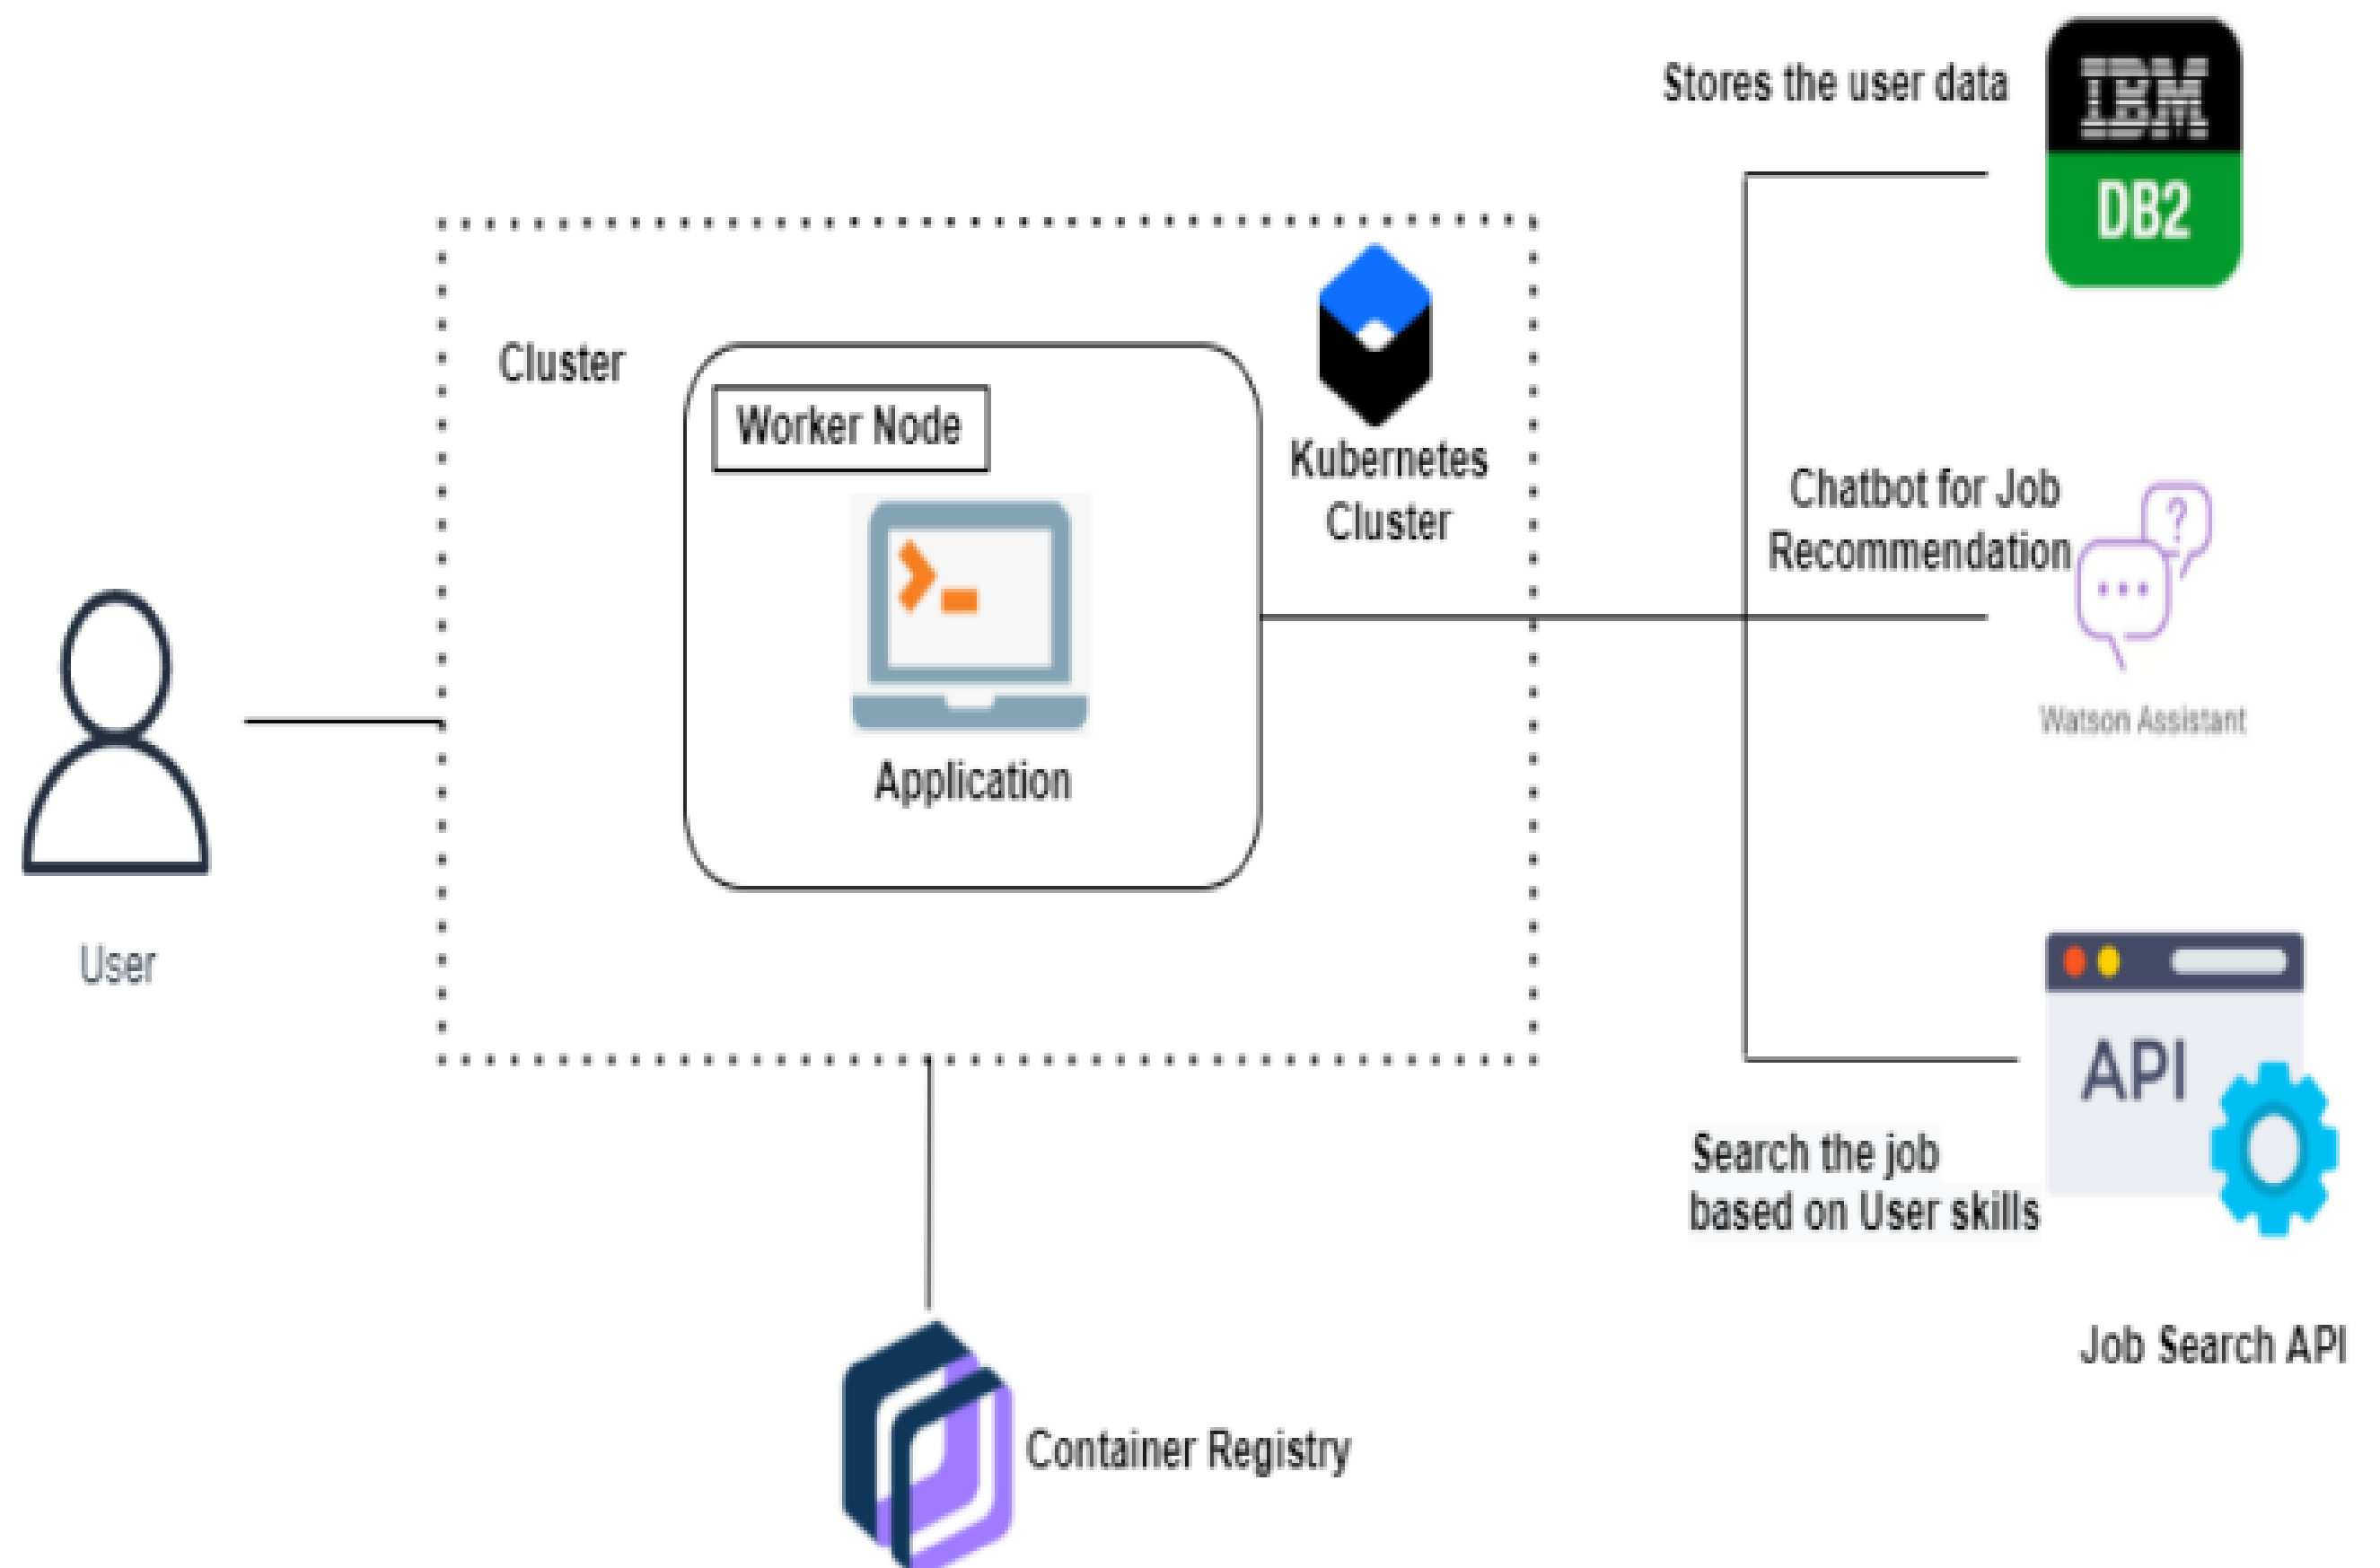 Stores the user data
IBM
DB2
Cluster
Worker Node
Kubernetes
Cluster
Application
Chatbot for Job
Recommendation
?
Watson Assistant
User
API
Search the job
based on User skills
Job Search API
Container Registry